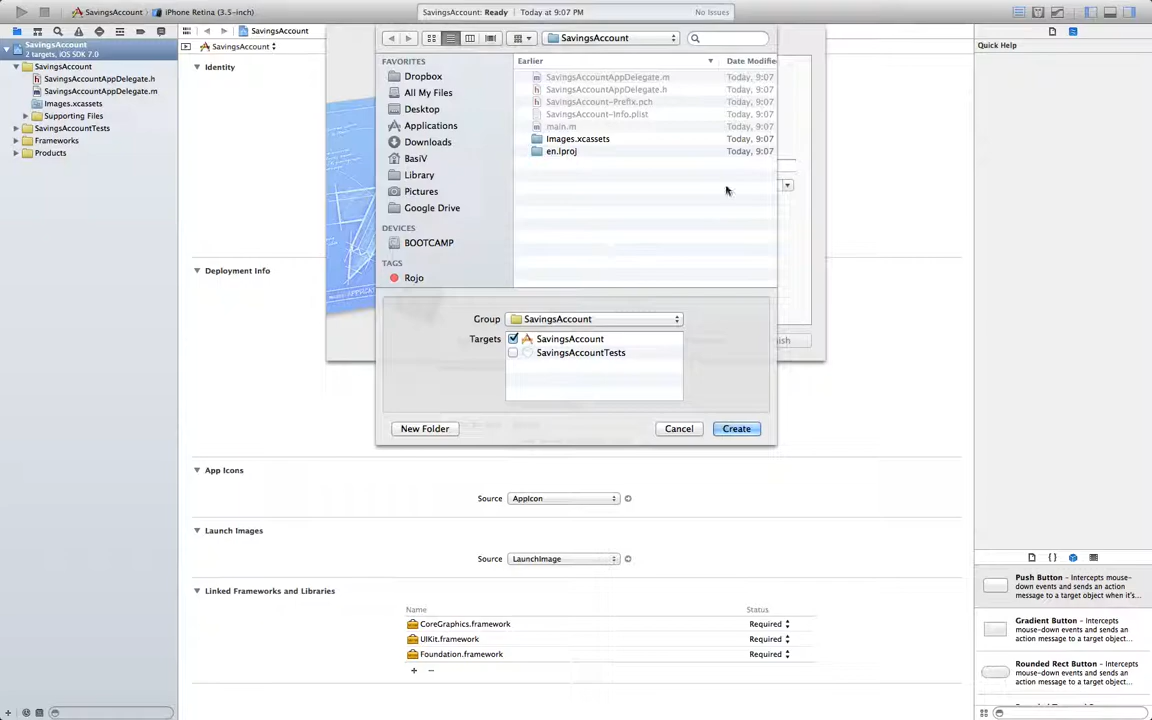 SavingsAccount
iPhone Retina (3.5-inch)
SavingsAccount: Ready
Today at 9:07 PM
No Issues
SavingsAccount
2 targets, iOS SDK 7.0
SavingsAccount
SavingsAccountAppDelegate.h
SavingsAccountAppDelegate.m
Images.xcassets
Supporting Files
SavingsAccountTests
Frameworks
Products
SavingsAccount
SavingsAccount
Identity
Deployment Info
App Icons
Source AppIcon
Launch Images
Source LaunchImage
Linked Frameworks and Libraries
Name Status
CoreGraphics.framework Required
UIKit.framework Required
Foundation.framework Required
SavingsAccount
FAVORITES
Dropbox
All My Files
Desktop
Applications
Downloads
BasiV
Library
Pictures
Google Drive
DEVICES
BOOTCAMP
TAGS
Rojo
Earlier Date Modifie
SavingsAccountAppDelegate.m Today, 9:07
SavingsAccountAppDelegate.h Today, 9:07
SavingsAccount-Prefix.pch Today, 9:07
SavingsAccount-Info.plist Today, 9:07
main.m Today, 9:07
Images.xcassets Today, 9:07
en.lproj Today, 9:07
Group SavingsAccount
Targets SavingsAccount
SavingsAccountTests
New Folder Cancel Create
ish
Quick Help
Push Button - Intercepts mouse-
down events and sends an action
message to a target object when it's...
Gradient Button - Intercepts
mouse-down events and sends an
action message to a target object...
Rounded Rect Button - Intercepts
mouse-down events and sends an
action message to a target object...